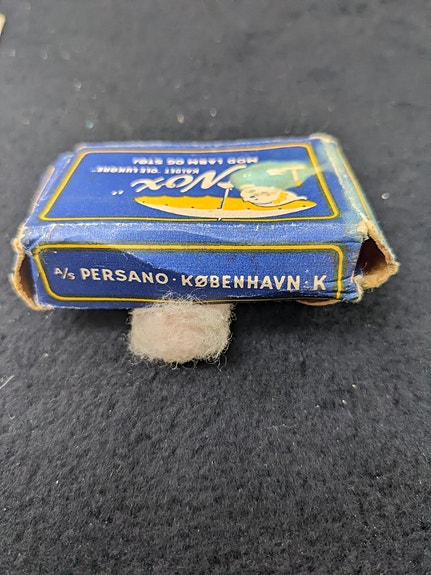 "Nox"
KALDET "OLE LUKØJE"
MOD LARM OG STØJ
A/S PERSANO · KØBENHAVN · K